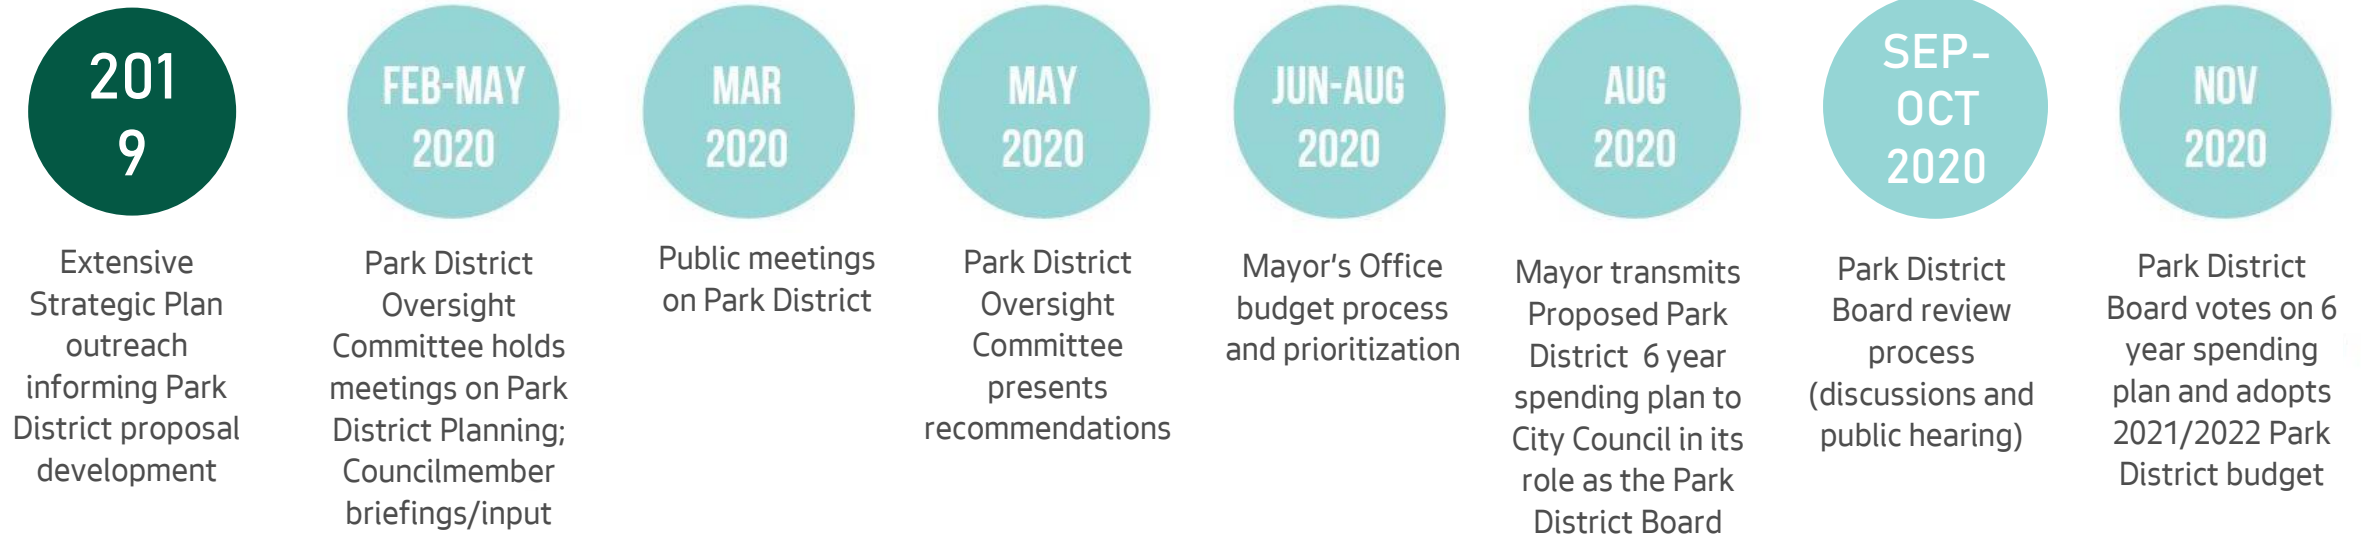 201
9
Extensive
Strategic Plan
outreach
informing Park
District proposal
development
FEB-MAY
2020
Park District
Oversight
Committee holds
meetings on Park
District Planning;
Councilmember
briefings/input
MAR
2020
Public meetings
on Park District
MAY
2020
Park District
Oversight
Committee
presents
recommendations
JUN-AUG
2020
Mayor's Office
budget process
and prioritization
AUG
2020
Mayor transmits
Proposed Park
District 6 year
spending plan to
City Council in its
role as the Park
District Board
SEP-
OCT
2020
Park District
Board review
process
(discussions and
public hearing)
NOV
2020
Park District
Board votes on 6
year spending
plan and adopts
2021/2022 Park
District budget